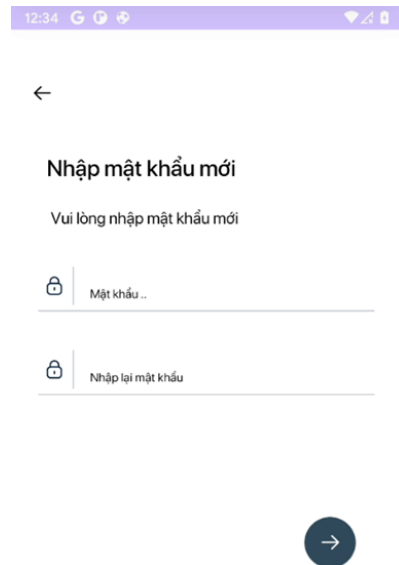 12:34
Nhập mật khẩu mới
Vui lòng nhập mật khẩu mới
Mật khẩu ..
Nhập lại mật khẩu